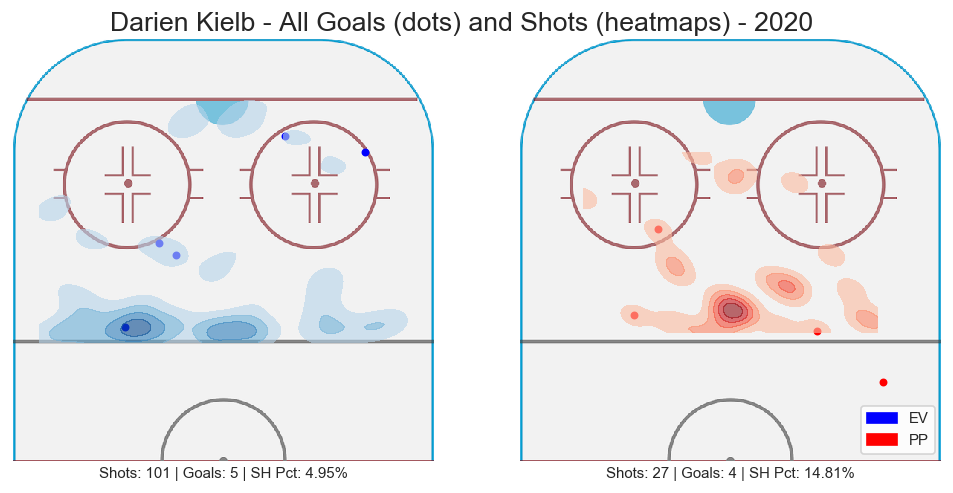 Darien Kielb - All Goals (dots) and Shots (heatmaps) - 2020
EV
PP
Shots: 101 | Goals: 5 | SH Pct: 4.95%
Shots: 27 | Goals: 4 | SH Pct: 14.81%